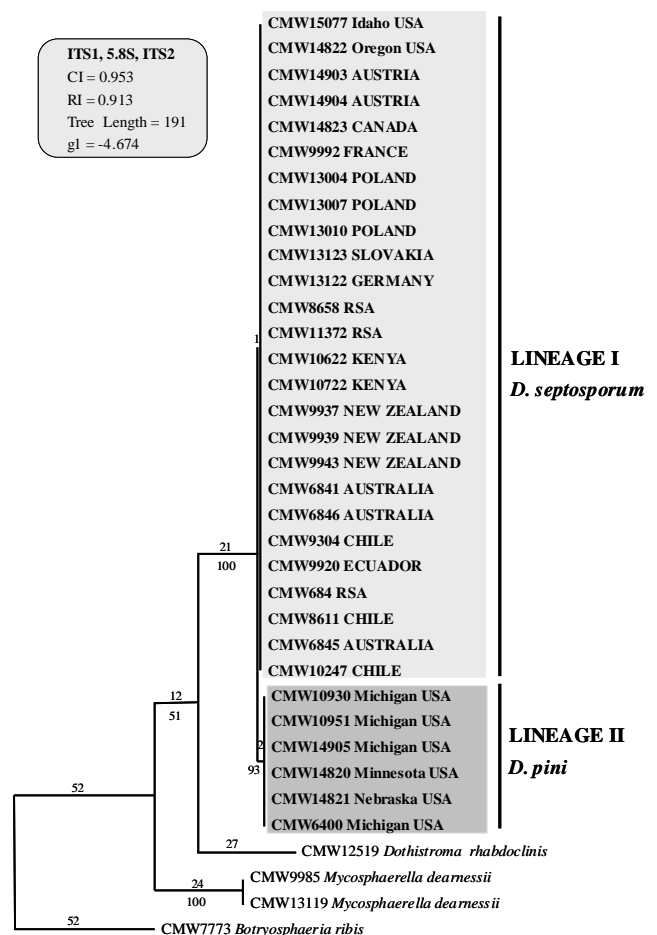 ITS1, 5.8S, ITS2
CI = 0.953
RI = 0.913
Tree Length = 191
g1 = -4.674
CMW15077 Idaho USA
CMW14822 Oregon USA
CMW14903 AUSTRIA
CMW14904 AUSTRIA
CMW14823 CANADA
CMW9992 FRANCE
CMW13004 POLAND
CMW13007 POLAND
CMW13010 POLAND
CMW13123 SLOVAKIA
CMW13122 GERMANY
CMW8658 RSA
CMW11372 RSA
CMW10622 KENYA
CMW10722 KENYA
CMW9937 NEW ZEALAND
CMW9939 NEW ZEALAND
CMW9943 NEW ZEALAND
CMW6841 AUSTRALIA
CMW6846 AUSTRALIA
CMW9304 CHILE
CMW9920 ECUADOR
CMW684 RSA
CMW8611 CHILE
CMW6845 AUSTRALIA
CMW10247 CHILE
LINEAGE I
D. septosporum
1
21
100
CMW10930 Michigan USA
CMW10951 Michigan USA
CMW14905 Michigan USA
CMW14820 Minnesota USA
CMW14821 Nebraska USA
CMW6400 Michigan USA
LINEAGE II
D. pini
2
93
12
51
52
27
CMW12519 Dothistroma rhabdoclinis
24
100
CMW9985 Mycosphaerella dearnessii
CMW13119 Mycosphaerella dearnessii
52
CMW7773 Botryosphaeria ribis